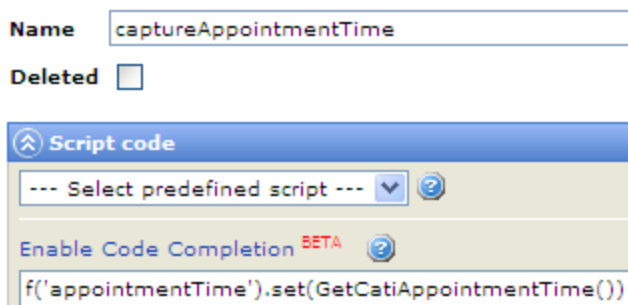 Name captureAppointmentTime
Deleted
Script code
--- Select predefined script ---
Enable Code Completion BETA
f('appointmentTime').set(GetCatiAppointmentTime())